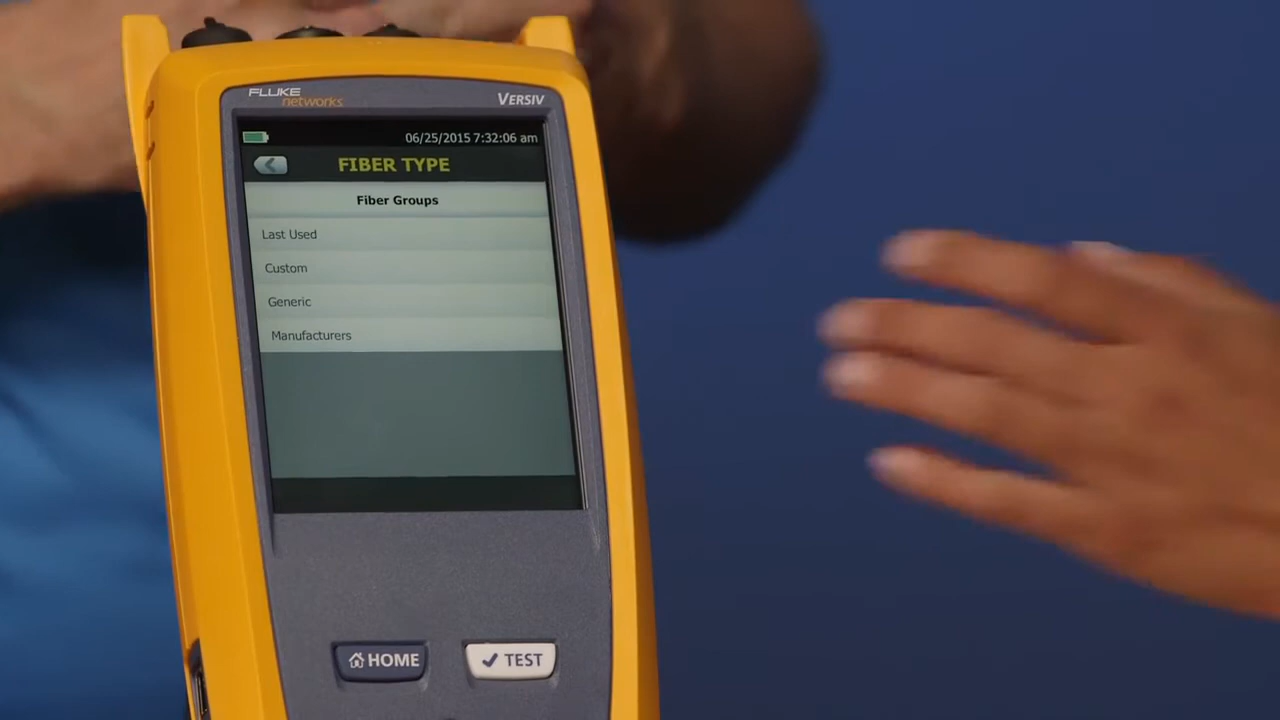 FLUKE
networks
VERSIV
06/25/2015 7:32:06 am
FIBER TYPE
Fiber Groups
Last Used
Custom
Generic
Manufacturers
HOME
TEST